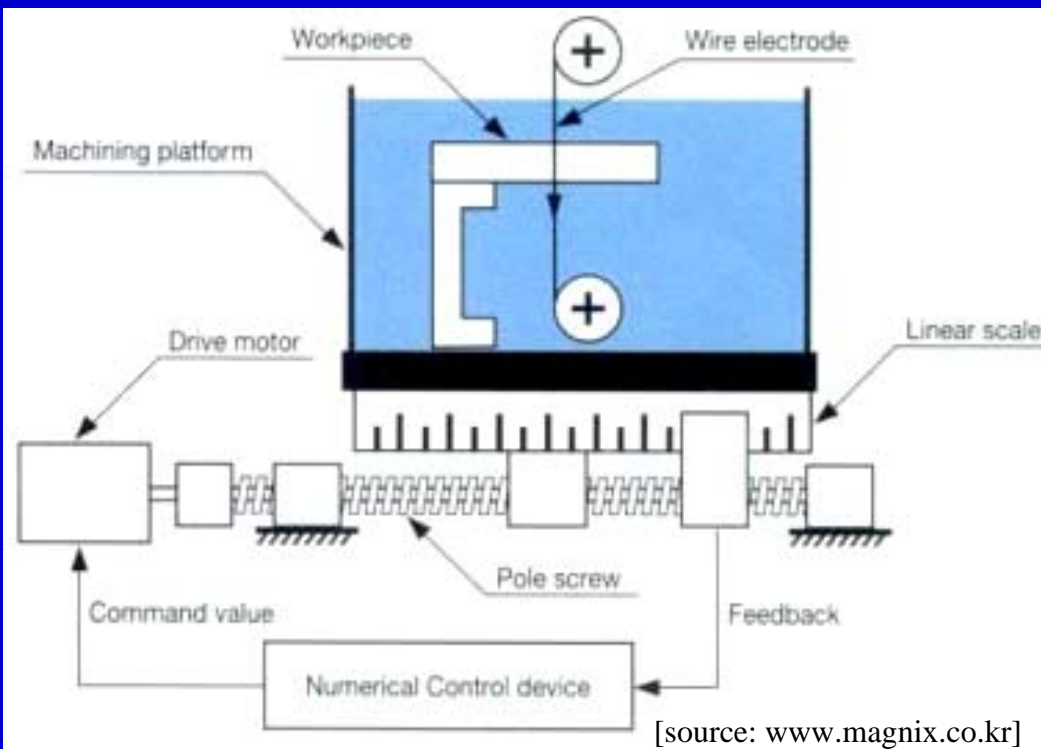 Workpiece
Wire electrode
Machining platform
Drive motor
Linear scale
Pole screw
Command value
Feedback
Numerical Control device
[source: www.magnix.co.kr]